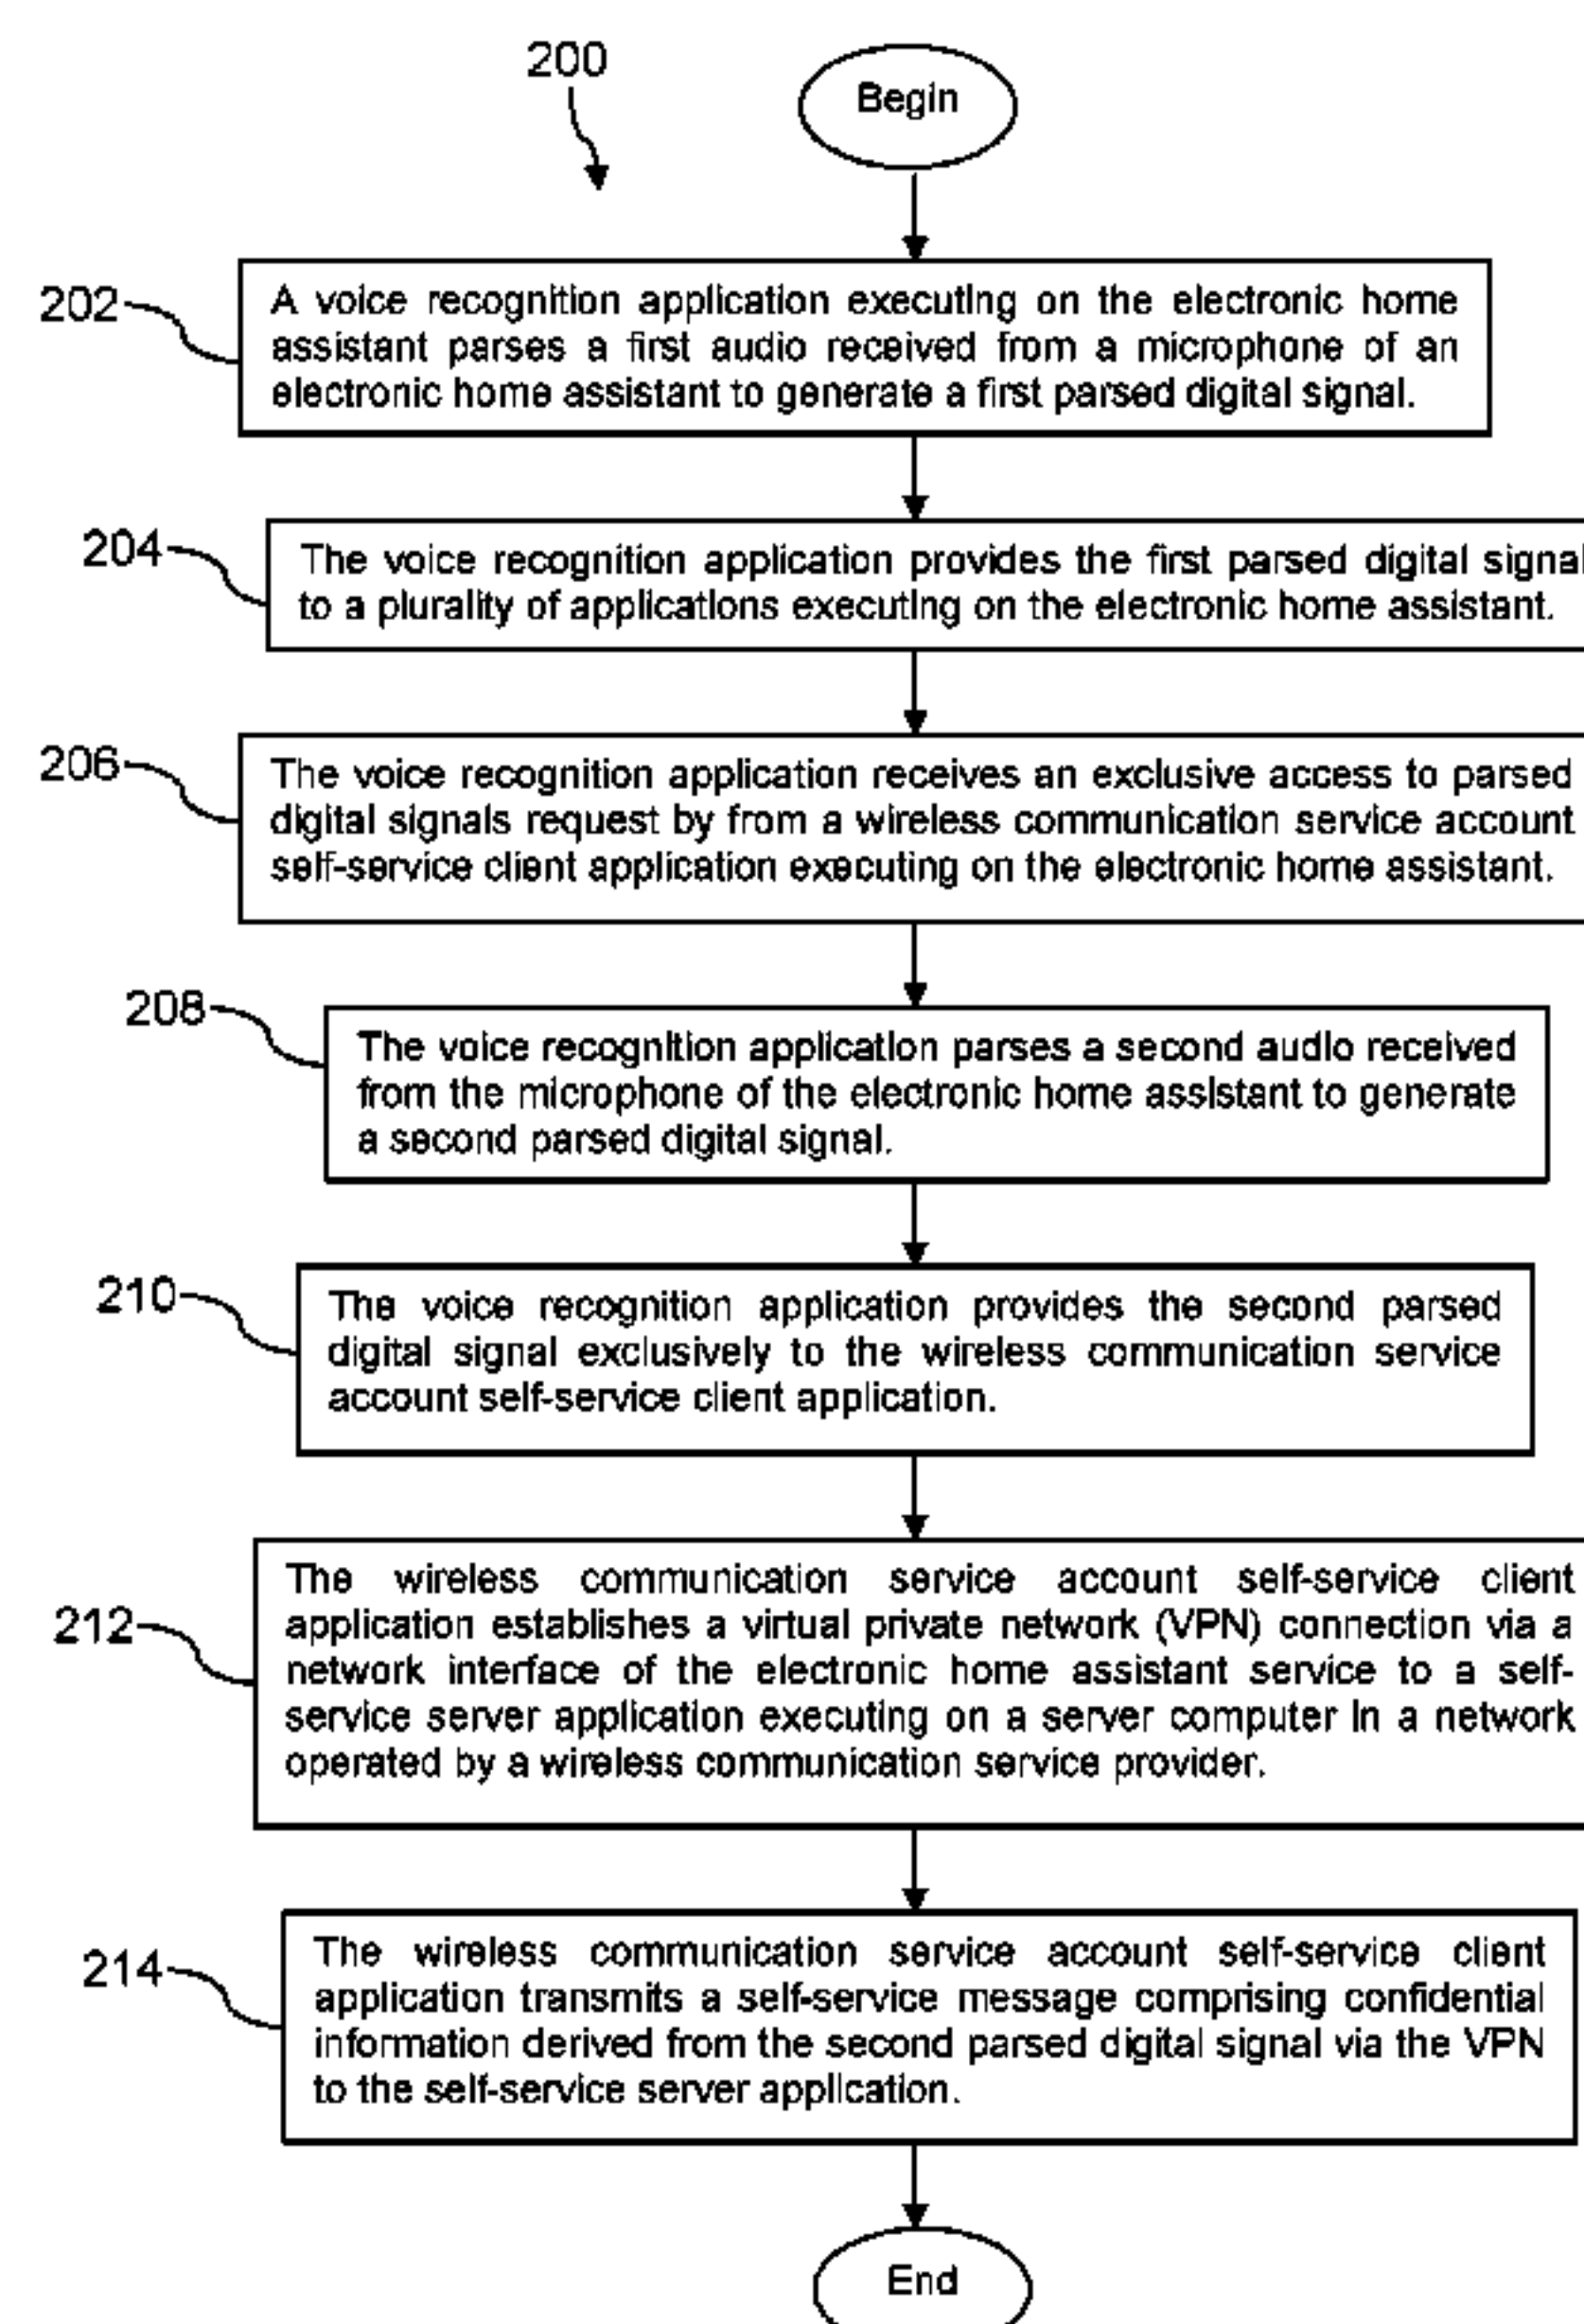 200
Begin
202
A voice recognition application executing on the electronic home
assistant parses a first audio received from a microphone of an
electronic home assistant to generate a first parsed digital signal.
204
The voice recognition application provides the first parsed digital signal
to a plurality of applications executing on the electronic home assistant.
206
The voice recognition application receives an exclusive access to parsed
digital signals request by from a wireless communication service account
self-service client application executing on the electronic home assistant.
208
The voice recognition application parses a second audio received
from the microphone of the electronic home assistant to generate
a second parsed digital signal.
210
The voice recognition application provides the second parsed
digital signal exclusively to the wireless communication service
account self-service client application.
212
The wireless communication service account self-service client
application establishes a virtual private network (VPN) connection via a
network interface of the electronic home assistant service to a self-
service server application executing on a server computer in a network
operated by a wireless communication service provider.
214
The wireless communication service account self-service client
application transmits a self-service message comprising confidential
information derived from the second parsed digital signal via the VPN
to the self-service server application.
End